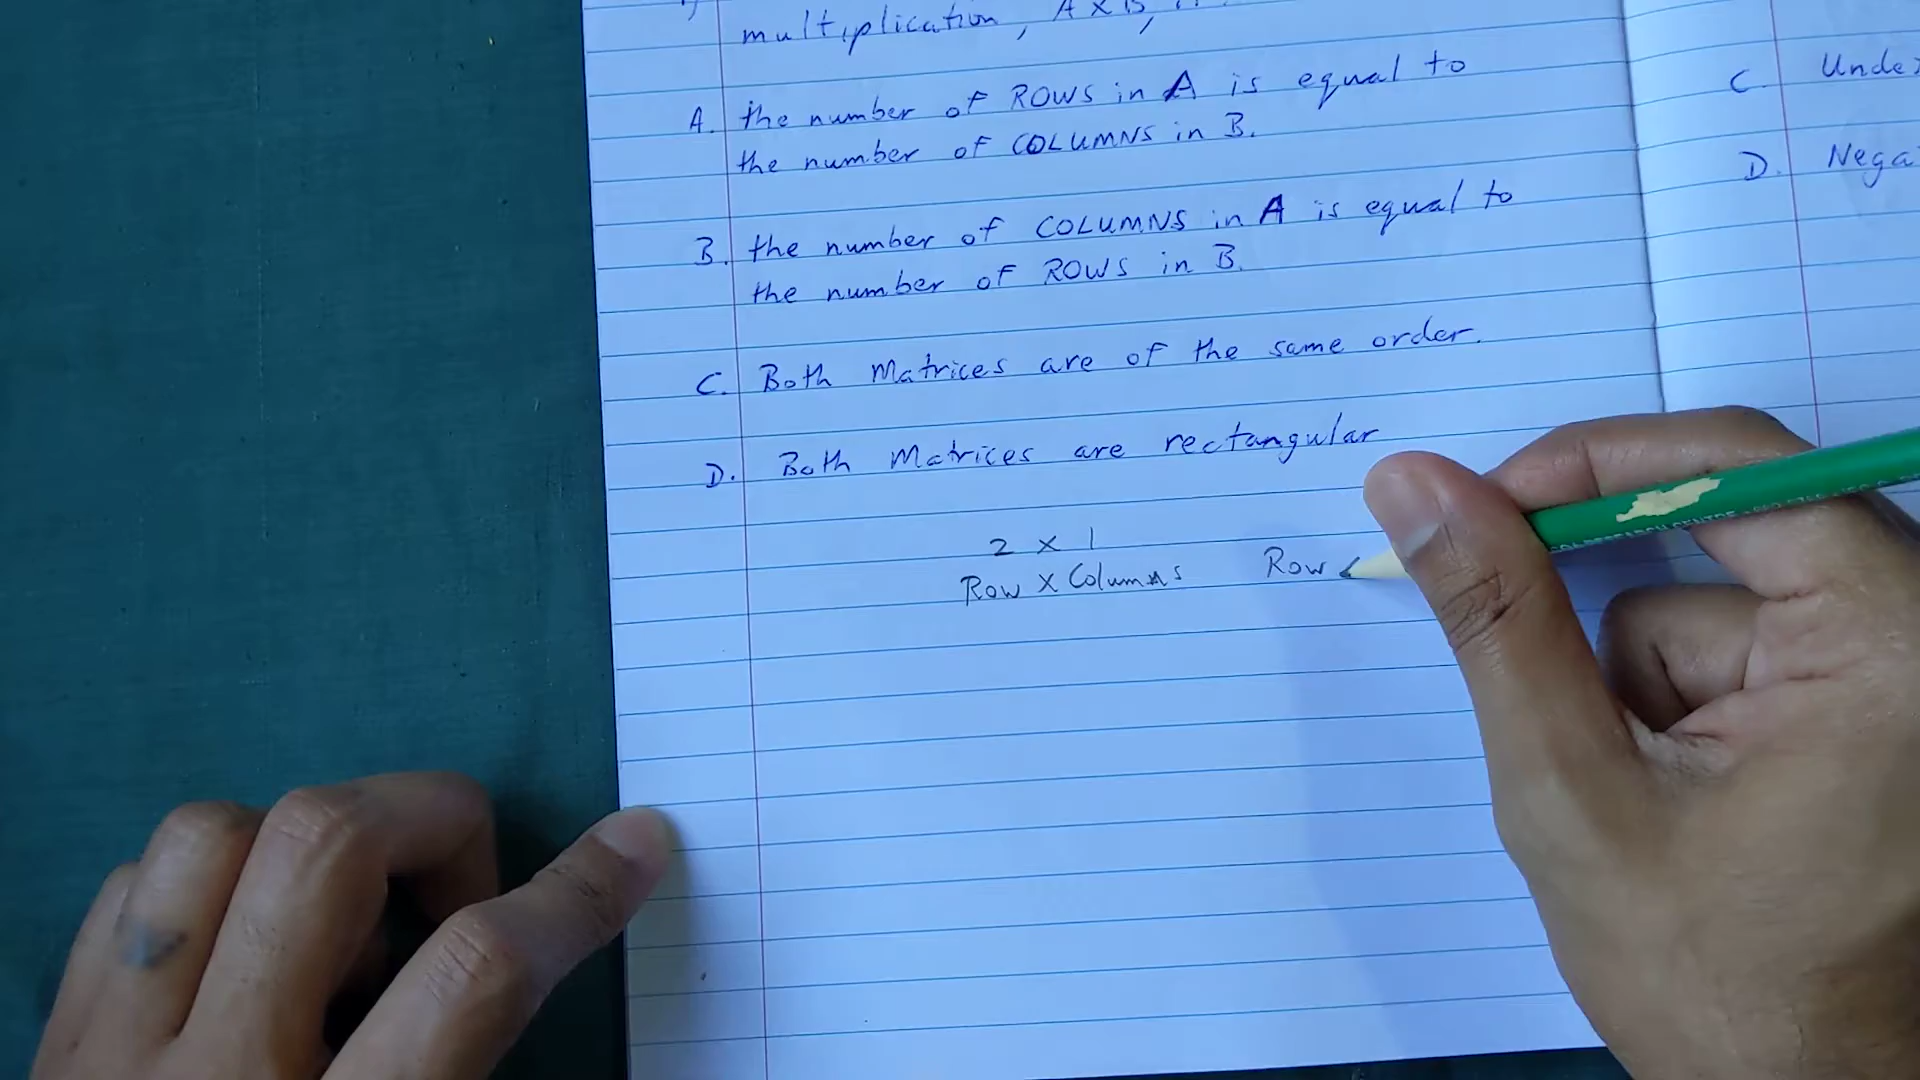 multiplication, A x B,
A. the number of ROWS in A is equal to
the number of COLUMNS in B.
B. the number of COLUMNS in A is equal to
the number of ROWS in B.
C. Both Matrices are of the same order.
D. Both Matrices are rectangular
2 x 1
Row x Columns Row
C.
D. Nega